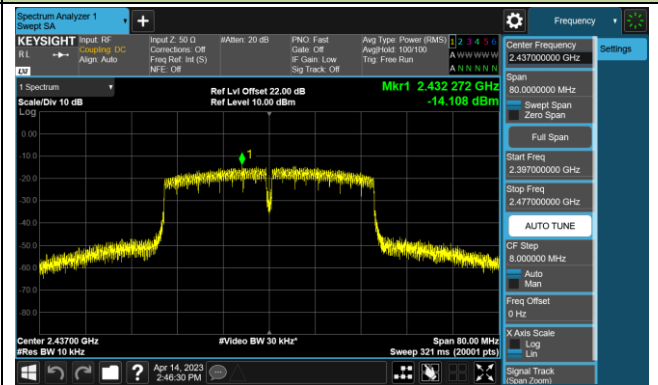 Spectrum Analyzer 1
Swept SA
Frequency
KEYSIGHT
RL
LXI
Input: RF
Coupling: DC
Align: Auto
Input Z: 50 Ω
Corrections: Off
Freq Ref: Int (S)
NFE: Off
#Atten: 20 dB
PNO: Fast
Gate: Off
IF Gain: Low
Sig Track: Off
Avg Type: Power (RMS)
Avg|Hold: 100/100
Trig: Free Run
1 2 3 4 5 6
A W W W W W
A N N N N N
1 Spectrum
Scale/Div 10 dB
Log
Ref Lvl Offset 22.00 dB
Ref Level 10.00 dBm
Mkr1 2.432 272 GHz
-14.108 dBm
1
0.00
-10.0
-20.0
-30.0
-40.0
-50.0
-60.0
-70.0
-80.0
Center 2.43700 GHz
#Res BW 10 kHz
#Video BW 30 kHz*
Span 80.00 MHz
Sweep 321 ms (20001 pts)
Center Frequency
2.437000000 GHz
Span
80.0000000 MHz
Swept Span
Zero Span
Full Span
Start Freq
2.397000000 GHz
Stop Freq
2.477000000 GHz
AUTO TUNE
CF Step
8.000000 MHz
Auto
Man
Freq Offset
0 Hz
X Axis Scale
Log
Lin
Signal Track
(Span Zoom)
Settings
?
Apr 14, 2023
2:46:30 PM